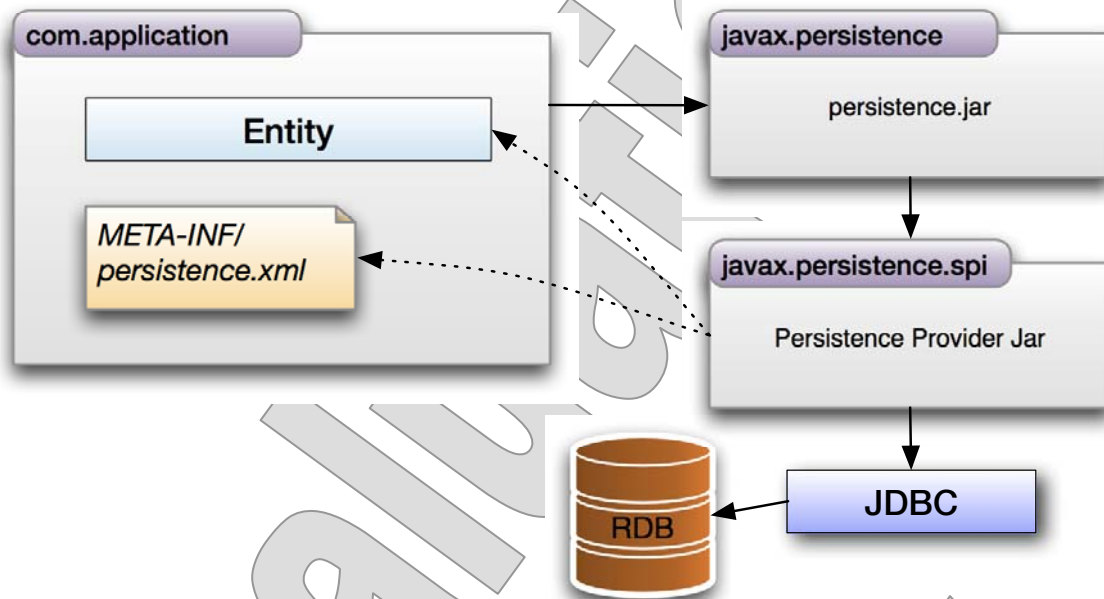 com.application
Entity
META-INF/
persistence.xml
javax.persistence
persistence.jar
javax.persistence.spi
Persistence Provider Jar
JDBC
RDB